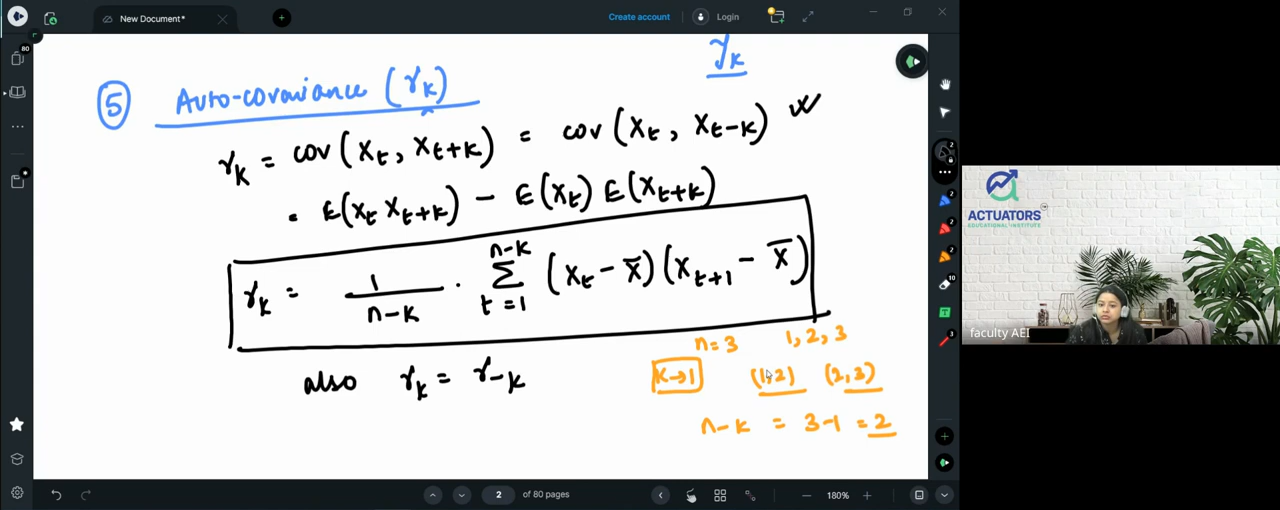 New Document*
Create account
Login
80
γk
5 Auto-covariance (γk)
γk = cov(Xt, Xt+k) = cov(Xt, Xt-k)
= E(Xt Xt+k) - E(Xt) E(Xt+k)
γk = 1/(n-k) · Σ_{t=1}^{n-k} (Xt - X̄)(Xt+1 - X̄)
also γk = γ-k
n=3 1, 2, 3
k→1 (1,2) (2,3)
n-k = 3-1 = 2
2 of 80 pages
180%
ACTUATORS
EDUCATIONAL INSTITUTE
faculty AEI